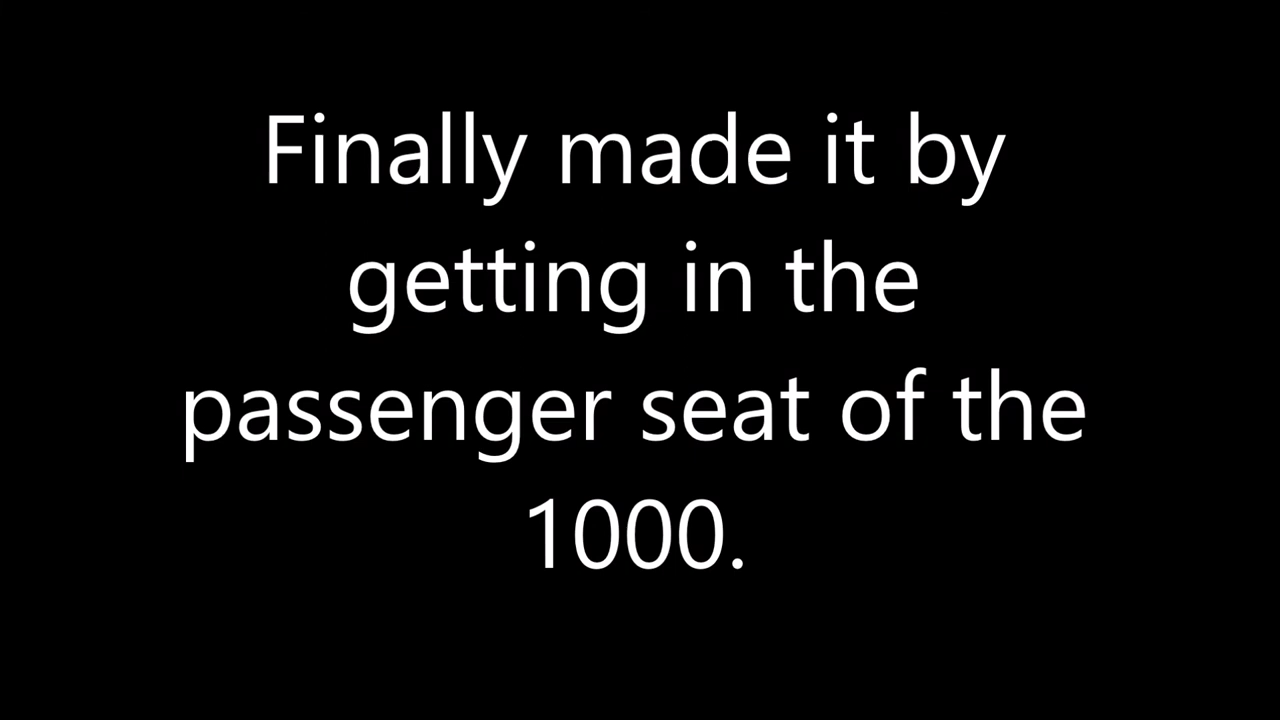 Finally made it by
getting in the
passenger seat of the
1000.